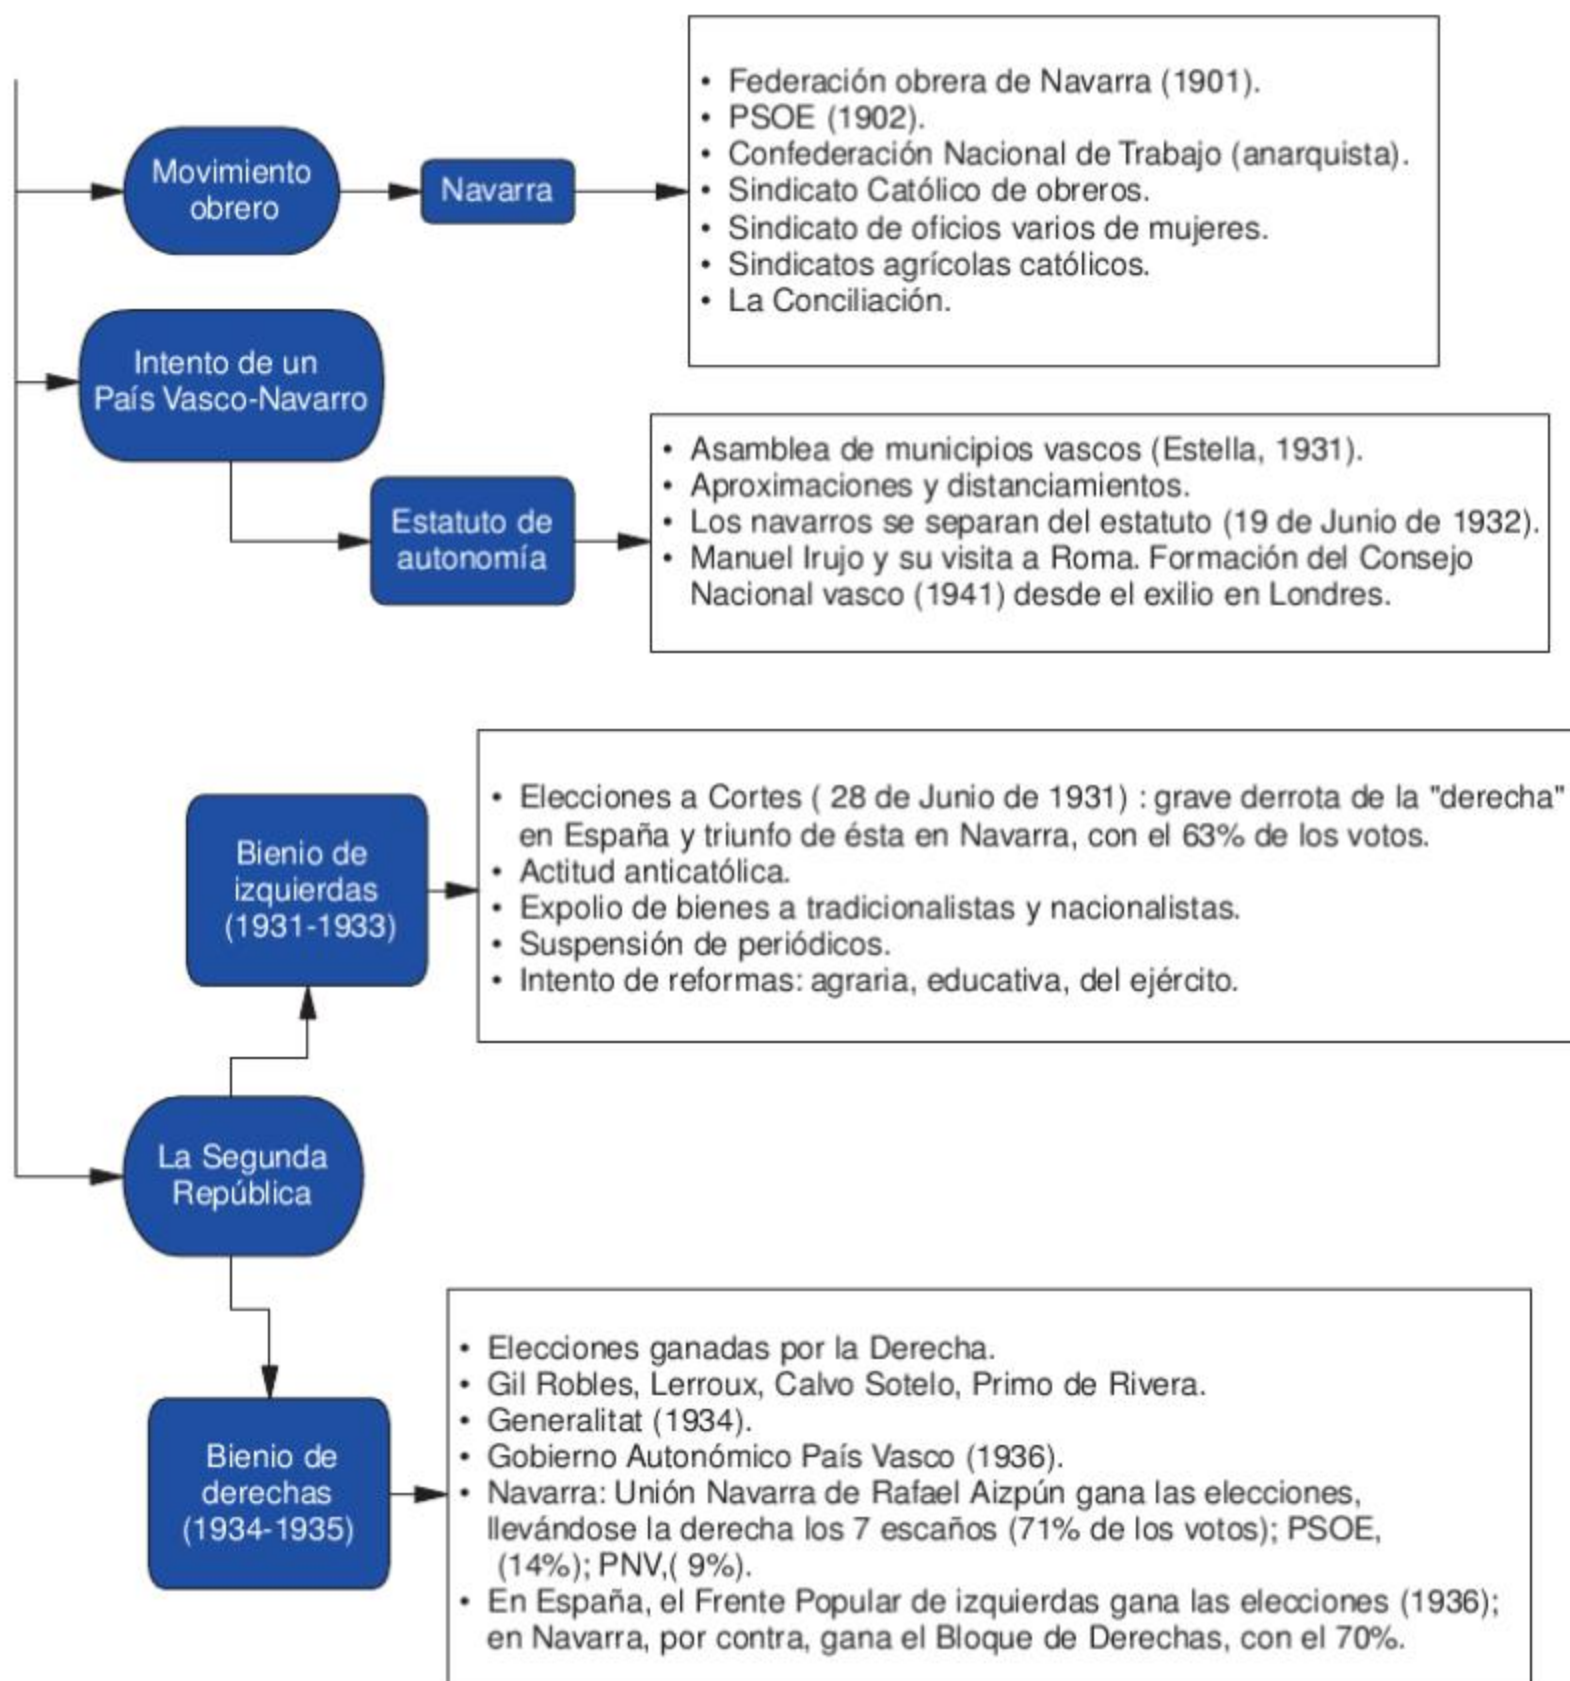 Movimiento
obrero
Navarra
• Federación obrera de Navarra (1901).
• PSOE (1902).
• Confederación Nacional de Trabajo (anarquista).
• Sindicato Católico de obreros.
• Sindicato de oficios varios de mujeres.
• Sindicatos agrícolas católicos.
• La Conciliación.
Intento de un
País Vasco-Navarro
Estatuto de
autonomía
• Asamblea de municipios vascos (Estella, 1931).
• Aproximaciones y distanciamientos.
• Los navarros se separan del estatuto (19 de Junio de 1932).
• Manuel Irujo y su visita a Roma. Formación del Consejo
Nacional vasco (1941) desde el exilio en Londres.
Bienio de
izquierdas
(1931-1933)
• Elecciones a Cortes ( 28 de Junio de 1931) : grave derrota de la "derecha"
en España y triunfo de ésta en Navarra, con el 63% de los votos.
• Actitud anticatólica.
• Expolio de bienes a tradicionalistas y nacionalistas.
• Suspensión de periódicos.
• Intento de reformas: agraria, educativa, del ejército.
La Segunda
República
Bienio de
derechas
(1934-1935)
• Elecciones ganadas por la Derecha.
• Gil Robles, Lerroux, Calvo Sotelo, Primo de Rivera.
• Generalitat (1934).
• Gobierno Autonómico País Vasco (1936).
• Navarra: Unión Navarra de Rafael Aizpún gana las elecciones,
llevándose la derecha los 7 escaños (71% de los votos); PSOE,
(14%); PNV,( 9%).
• En España, el Frente Popular de izquierdas gana las elecciones (1936);
en Navarra, por contra, gana el Bloque de Derechas, con el 70%.